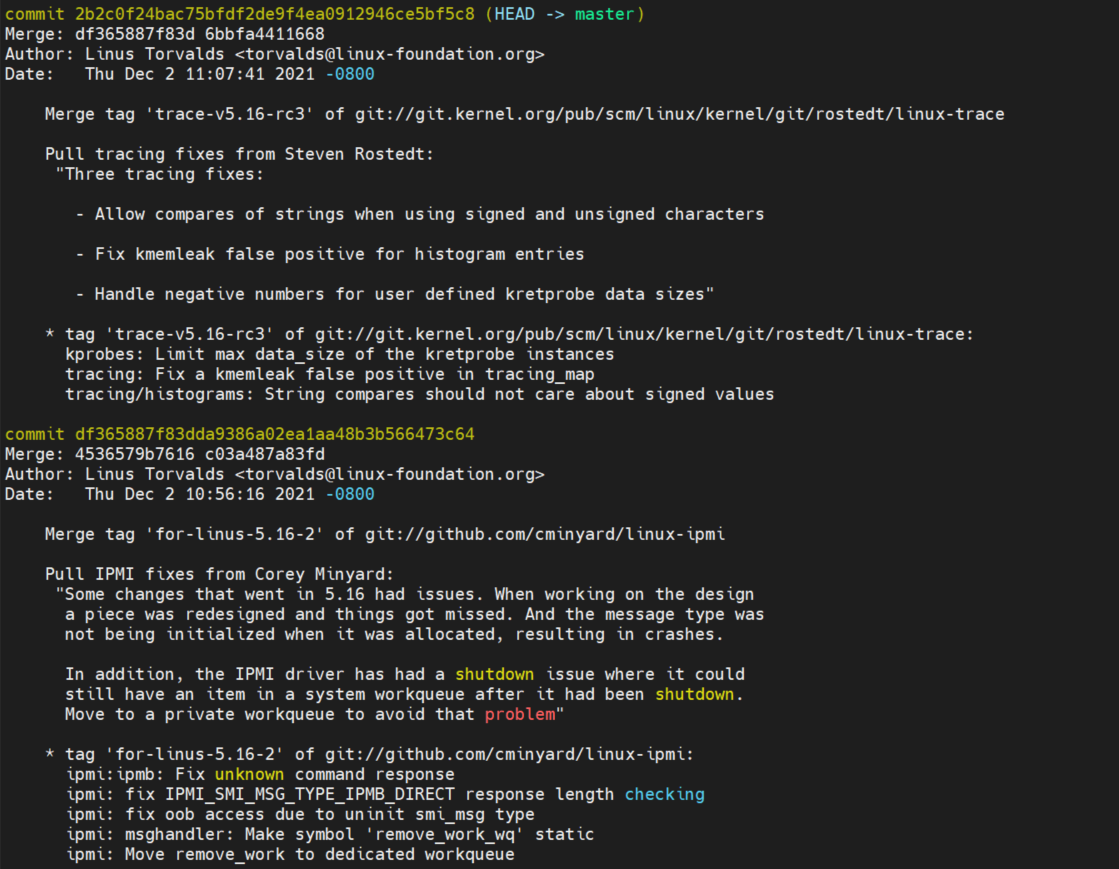 commit 2b2c0f24bac75bfdf2de9f4ea0912946ce5bf5c8 (HEAD -> master)
Merge: df365887f83d 6bbfa4411668
Author: Linus Torvalds <torvalds@linux-foundation.org>
Date:   Thu Dec 2 11:07:41 2021 -0800
    Merge tag 'trace-v5.16-rc3' of git://git.kernel.org/pub/scm/linux/kernel/git/rostedt/linux-trace
    Pull tracing fixes from Steven Rostedt:
     "Three tracing fixes:
       - Allow compares of strings when using signed and unsigned characters
       - Fix kmemleak false positive for histogram entries
       - Handle negative numbers for user defined kretprobe data sizes"
    * tag 'trace-v5.16-rc3' of git://git.kernel.org/pub/scm/linux/kernel/git/rostedt/linux-trace:
      kprobes: Limit max data_size of the kretprobe instances
      tracing: Fix a kmemleak false positive in tracing_map
      tracing/histograms: String compares should not care about signed values
commit df365887f83dda9386a02ea1aa48b3b566473c64
Merge: 4536579b7616 c03a487a83fd
Author: Linus Torvalds <torvalds@linux-foundation.org>
Date:   Thu Dec 2 10:56:16 2021 -0800
    Merge tag 'for-linus-5.16-2' of git://github.com/cminyard/linux-ipmi
    Pull IPMI fixes from Corey Minyard:
     "Some changes that went in 5.16 had issues. When working on the design
      a piece was redesigned and things got missed. And the message type was
      not being initialized when it was allocated, resulting in crashes.
      In addition, the IPMI driver has had a shutdown issue where it could
      still have an item in a system workqueue after it had been shutdown.
      Move to a private workqueue to avoid that problem"
    * tag 'for-linus-5.16-2' of git://github.com/cminyard/linux-ipmi:
      ipmi:ipmb: Fix unknown command response
      ipmi: fix IPMI_SMI_MSG_TYPE_IPMB_DIRECT response length checking
      ipmi: fix oob access due to uninit smi_msg type
      ipmi: msghandler: Make symbol 'remove_work_wq' static
      ipmi: Move remove_work to dedicated workqueue